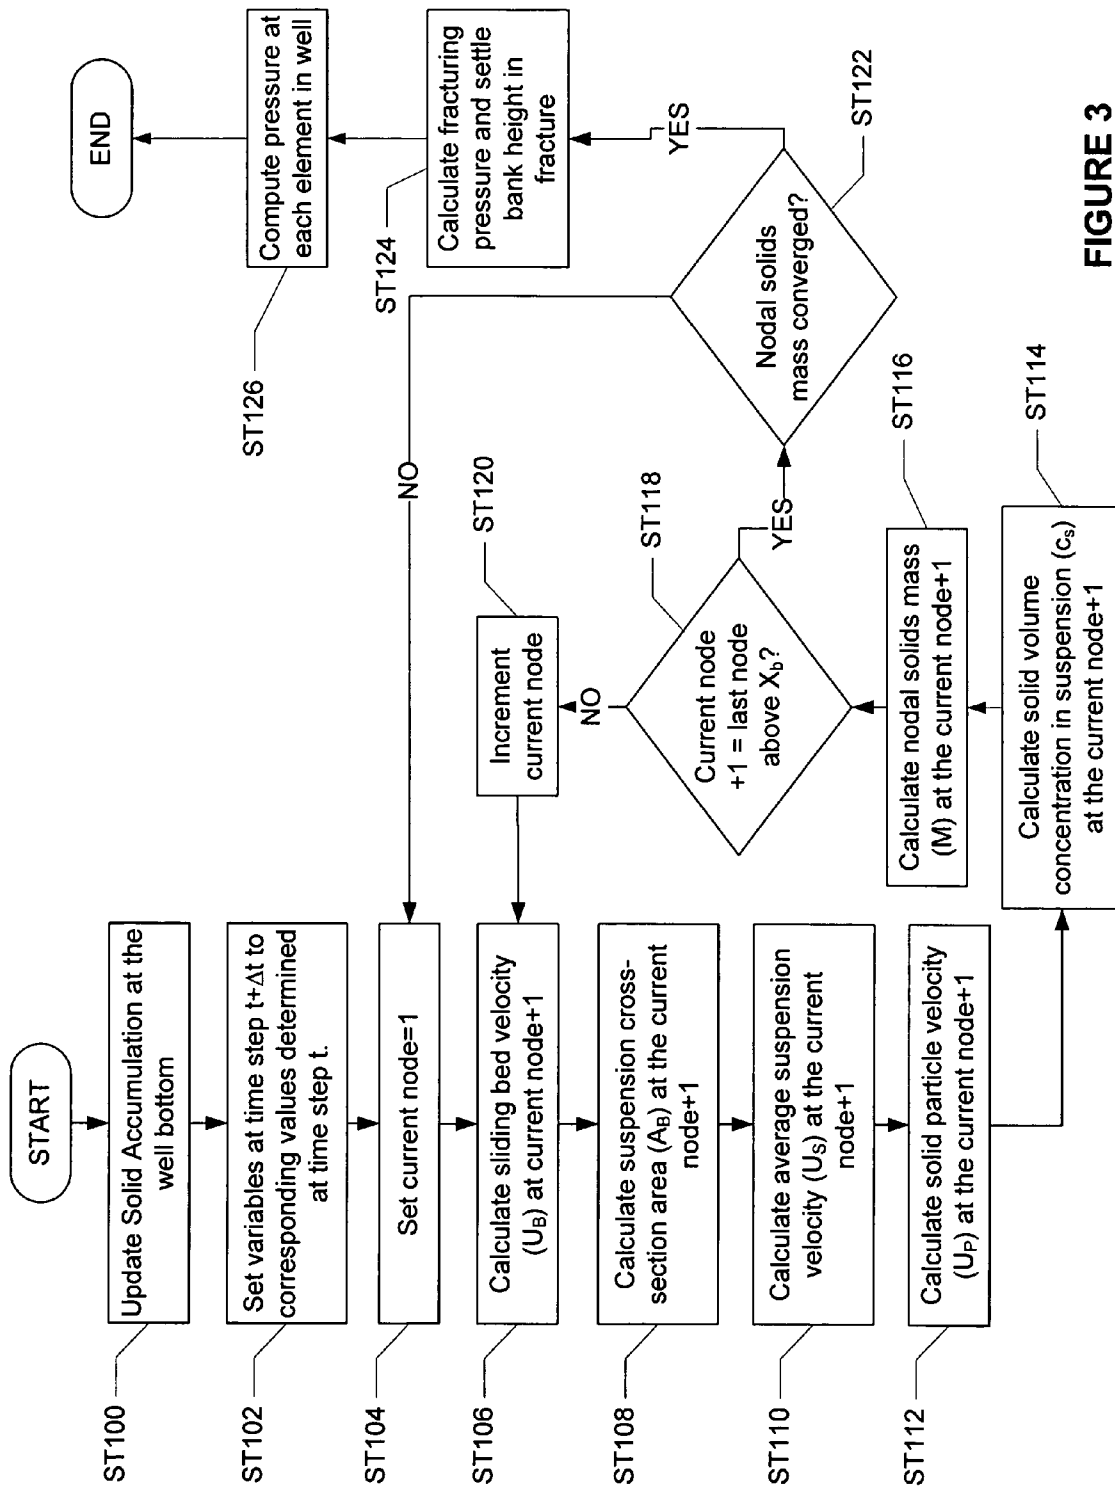 START
Update Solid Accumulation at the
well bottom
ST100
Set variables at time step t+Δt to
corresponding values determined
at time step t.
ST102
Set current node=1
ST104
Calculate sliding bed velocity
(U_B) at current node+1
ST106
Calculate suspension cross-
section area (A_B) at the current
node+1
ST108
Calculate average suspension
velocity (U_S) at the current
node+1
ST110
Calculate solid particle velocity
(U_P) at the current node+1
ST112
Calculate solid volume
concentration in suspension (c_s)
at the current node+1
ST114
Calculate nodal solids mass
(M) at the current node+1
ST116
Current node
+1 = last node
above X_b?
ST118
NO
Increment
current node
ST120
YES
Nodal solids
mass converged?
ST122
NO
YES
Calculate fracturing
pressure and settle
bank height in
fracture
ST124
Compute pressure at
each element in well
ST126
END
FIGURE 3